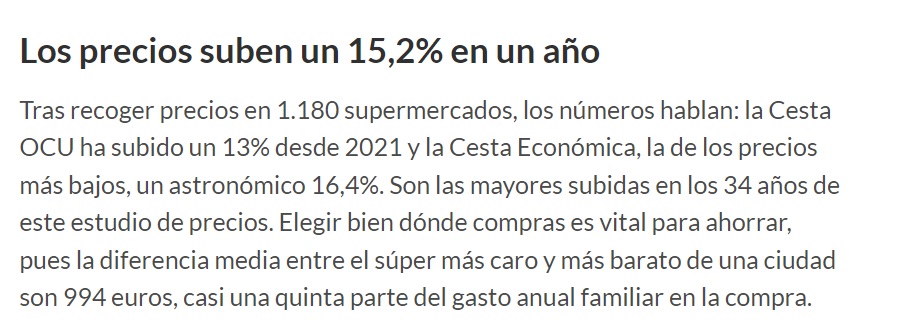 Los precios suben un 15,2% en un año
Tras recoger precios en 1.180 supermercados, los números hablan: la Cesta
OCU ha subido un 13% desde 2021 y la Cesta Económica, la de los precios
más bajos, un astronómico 16,4%. Son las mayores subidas en los 34 años de
este estudio de precios. Elegir bien dónde compras es vital para ahorrar,
pues la diferencia media entre el súper más caro y más barato de una ciudad
son 994 euros, casi una quinta parte del gasto anual familiar en la compra.